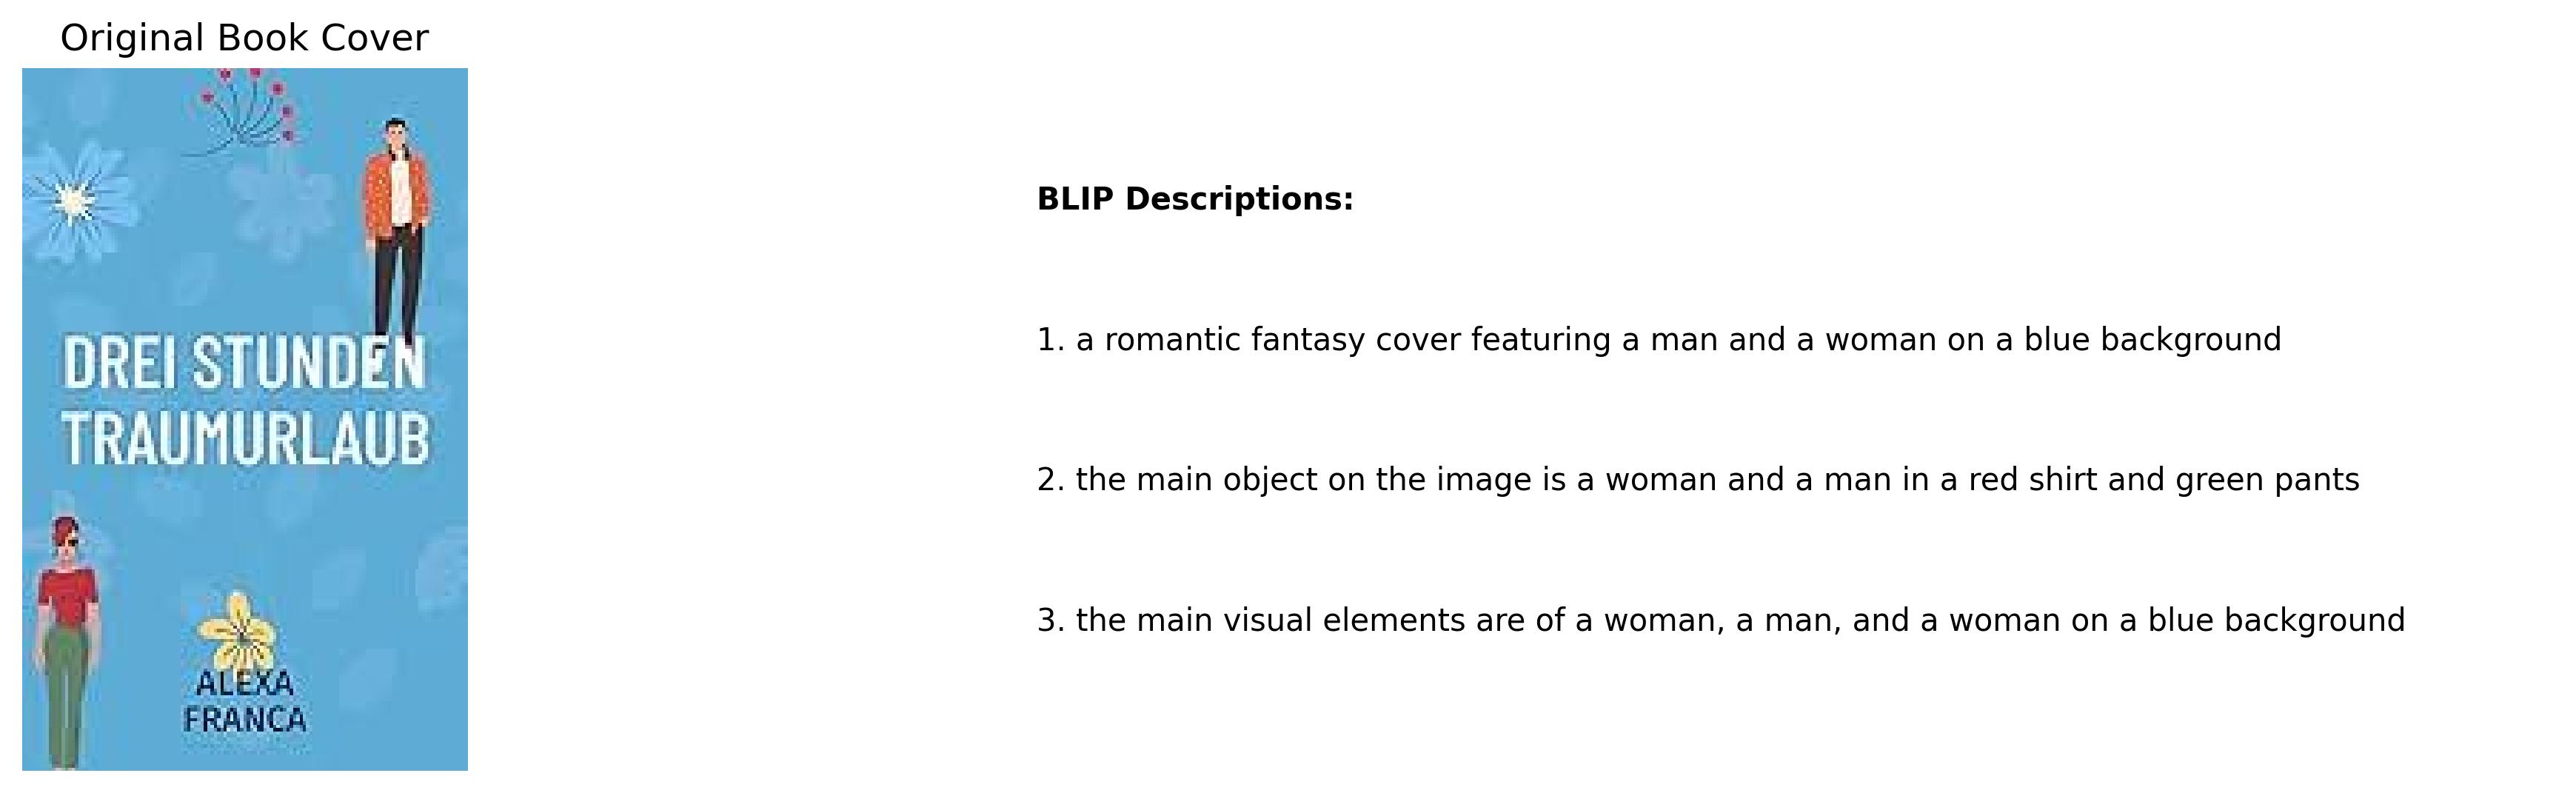 Original Book Cover
DREI STUNDEN
TRAUMURLAUB
ALEXA
FRANCA
BLIP Descriptions:
1. a romantic fantasy cover featuring a man and a woman on a blue background
2. the main object on the image is a woman and a man in a red shirt and green pants
3. the main visual elements are of a woman, a man, and a woman on a blue background